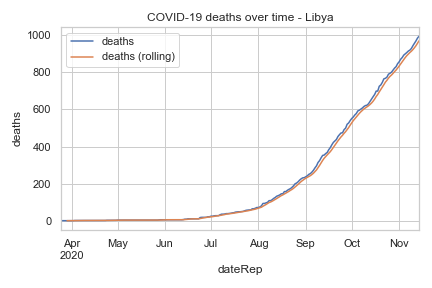 COVID-19 deaths over time - Libya
deaths
deaths (rolling)
1000
800
600
400
200
0
deaths
Apr May Jun Jul Aug Sep Oct Nov
2020
dateRep